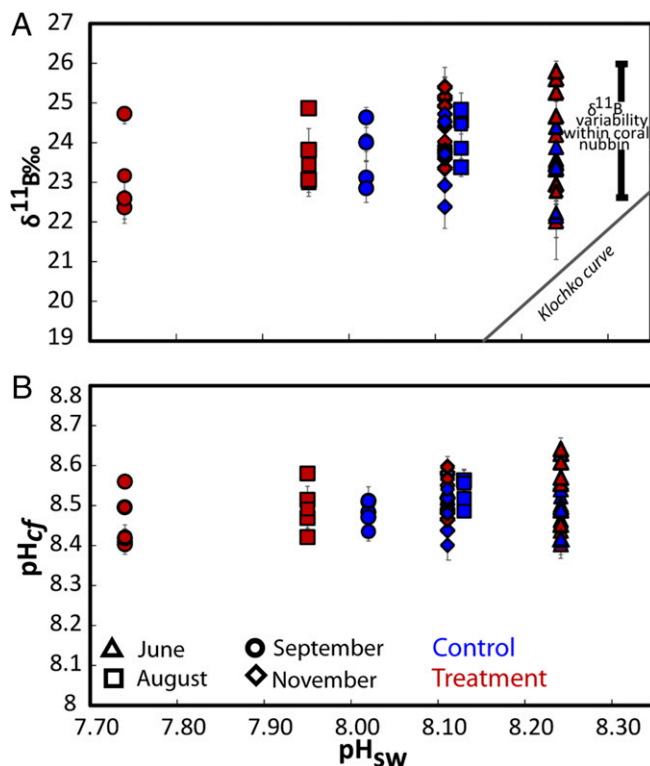 A
27
26
25
24
23
22
21
20
19
δ11B‰
δ11B
variability
within coral
nubbin
Klochko curve
B
8.8
8.7
8.6
8.5
8.4
8.3
8.2
8.1
8
pHcf
June
September
Control
August
November
Treatment
7.70
7.80
7.90
8.00
8.10
8.20
8.30
pHsw